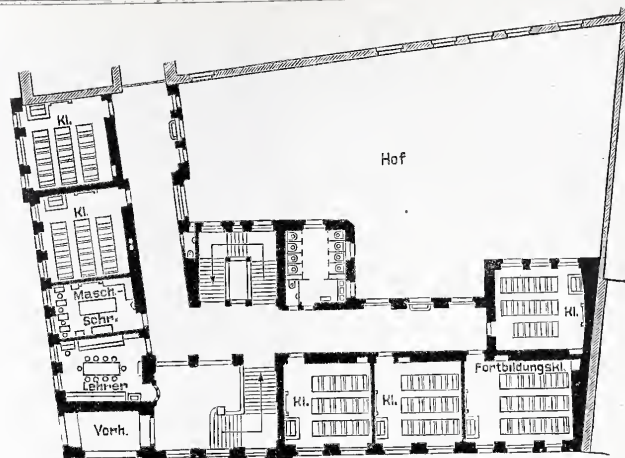 Kl.
Hof
Kl.
Masch.-
Schr.
Kl.
Lehrer
Fortbildungskl.
Kl.
Kl.
Vorh.